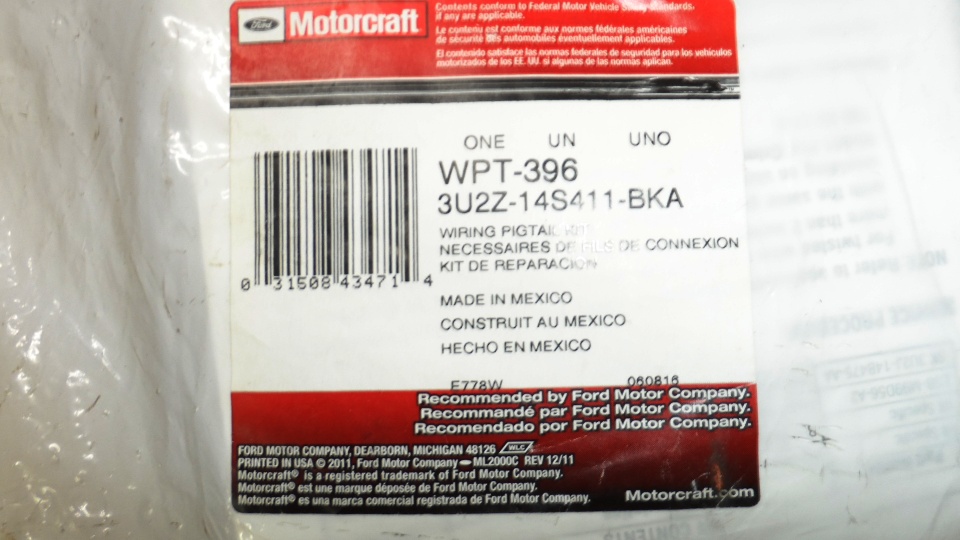 Ford Motorcraft
Contents conform to Federal Motor Vehicle Safety Standards,
if any are applicable.
Le contenu est conforme aux normes fédérales américaines
de sécurité des automobiles éventuellement applicables.
El contenido satisface las normas federales de seguridad para los vehículos
motorizados de los EE. UU. si algunas de las normas aplican.
ONE UN UNO
WPT-396
3U2Z-14S411-BKA
WIRING PIGTAIL KIT
NECESSAIRES DE FILS DE CONNEXION
KIT DE REPARACION
0 31508 43471 4
MADE IN MEXICO
CONSTRUIT AU MEXICO
HECHO EN MEXICO
E778W 060816
Recommended by Ford Motor Company.
Recommandé par Ford Motor Company.
Recomendado por Ford Motor Company.
FORD MOTOR COMPANY, DEARBORN, MICHIGAN 48126 WLC
PRINTED IN USA © 2011, Ford Motor Company ML2000C REV 12/11
Motorcraft® is a registered trademark of Ford Motor Company.
Motorcraft® est une marque déposée de Ford Motor Company.
Motorcraft® es una marca comercial registrada de Ford Motor Company.
Motorcraft.com